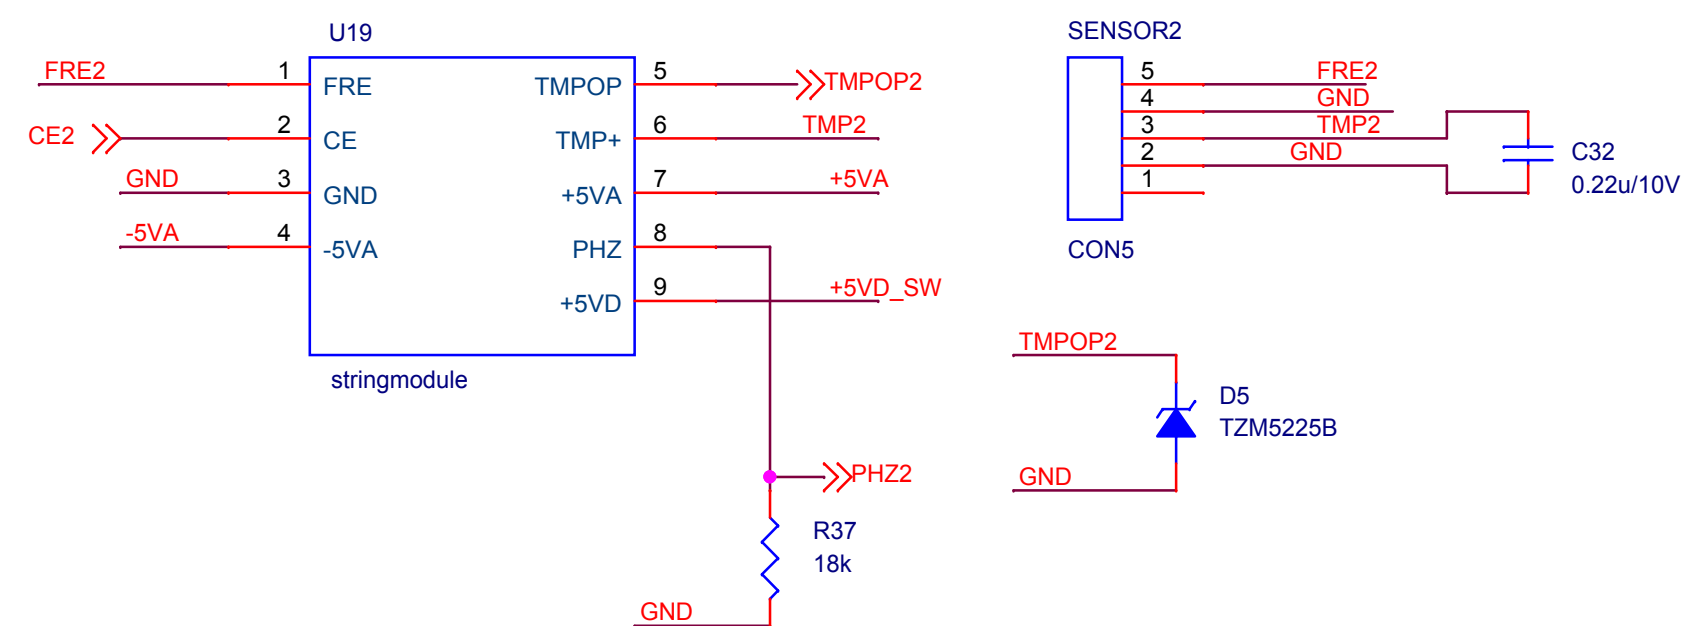 U19
FRE2 1 FRE TMPOP 5 TMPOP2
CE2 2 CE TMP+ 6 TMP2
GND 3 GND +5VA 7 +5VA
-5VA 4 -5VA PHZ 8
+5VD 9 +5VD_SW
stringmodule
PHZ2
R37
18k
GND
SENSOR2
5 FRE2
4 GND
3 TMP2
2 GND
1
CON5
C32
0.22u/10V
TMPOP2
D5
TZM5225B
GND